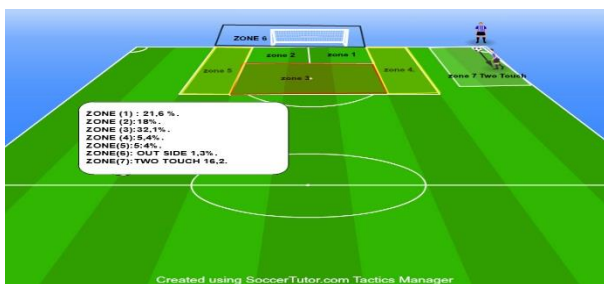 ZONE 6
zone 2
zone 1
zone 5
zone 4.
zone 3
zone 7 Two Touch
ZONE (1) : 21,6 %.
ZONE (2):18%.
ZONE (3):32,1%.
ZONE (4):5,4%.
ZONE(5):5:4%.
ZONE(6): OUT SIDE 1,3%.
ZONE(7):TWO TOUCH 16,2.
Created using SoccerTutor.com Tactics Manager